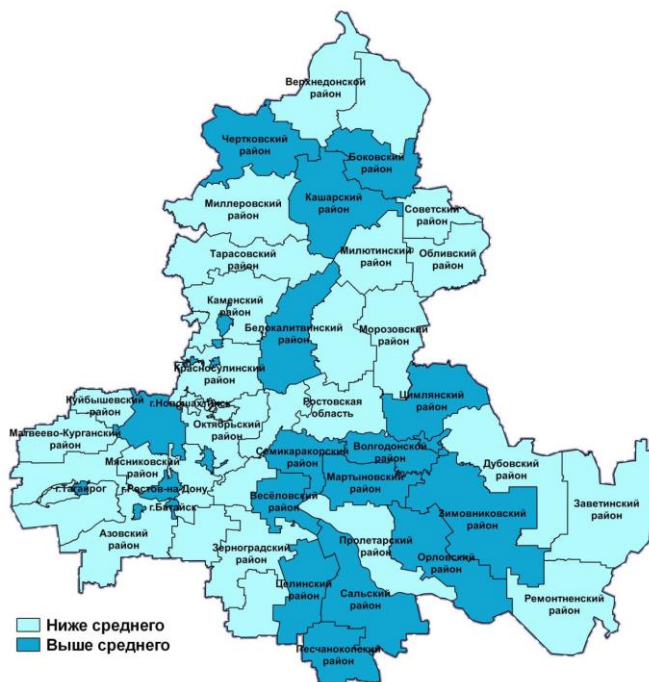 Верхнедонской
район
Чертковский
район
Боковский
район
Кашарский
район
Миллеровский
район
Советский
район
Тарасовский
район
Милютинский
район
Обливский
район
Каменский
район
Белокалитвинский
район
Морозовский
район
Красносулинский
район
Куйбышевский
район
г.Новошахтинск
Ростовская
область
Цимлянский
район
Октябрьский
район
Матвеево-Курганский
район
Мясниковский
район
Семикаракорский
район
Волгодонской
район
Дубовский
район
г.Таганрог
г.Ростов-на-Дону
Мартыновский
район
г.Батайск
Весёловский
район
Зимовниковский
район
Заветинский
район
Азовский
район
Зерноградский
район
Пролетарский
район
Орловский
район
Целинский
район
Сальский
район
Ремонтненский
район
Песчанокопский
район
Ниже среднего
Выше среднего